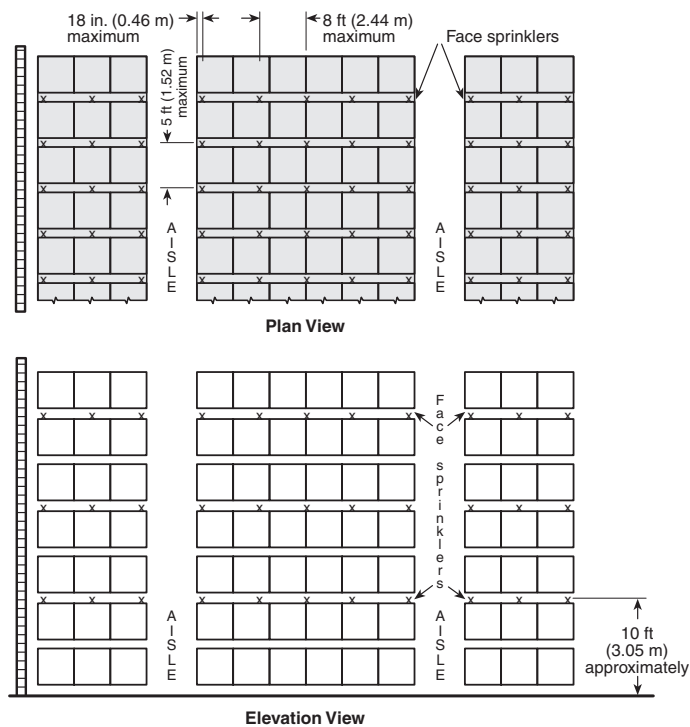 18 in. (0.46 m)
maximum
8 ft (2.44 m)
maximum
Face sprinklers
5 ft (1.52 m)
maximum
X X X X X X X X X X X
X X X X X X X X X X X
X X X X X X X X X X X
X X X X X X X X X X X
X X X X X X X X X X X
AISLE
AISLE
Plan View
Face sprinklers
X X X X X X X X X X X
X X X X X X X X X X X
X X X X X X X X X X X
AISLE
AISLE
10 ft
(3.05 m)
approximately
Elevation View